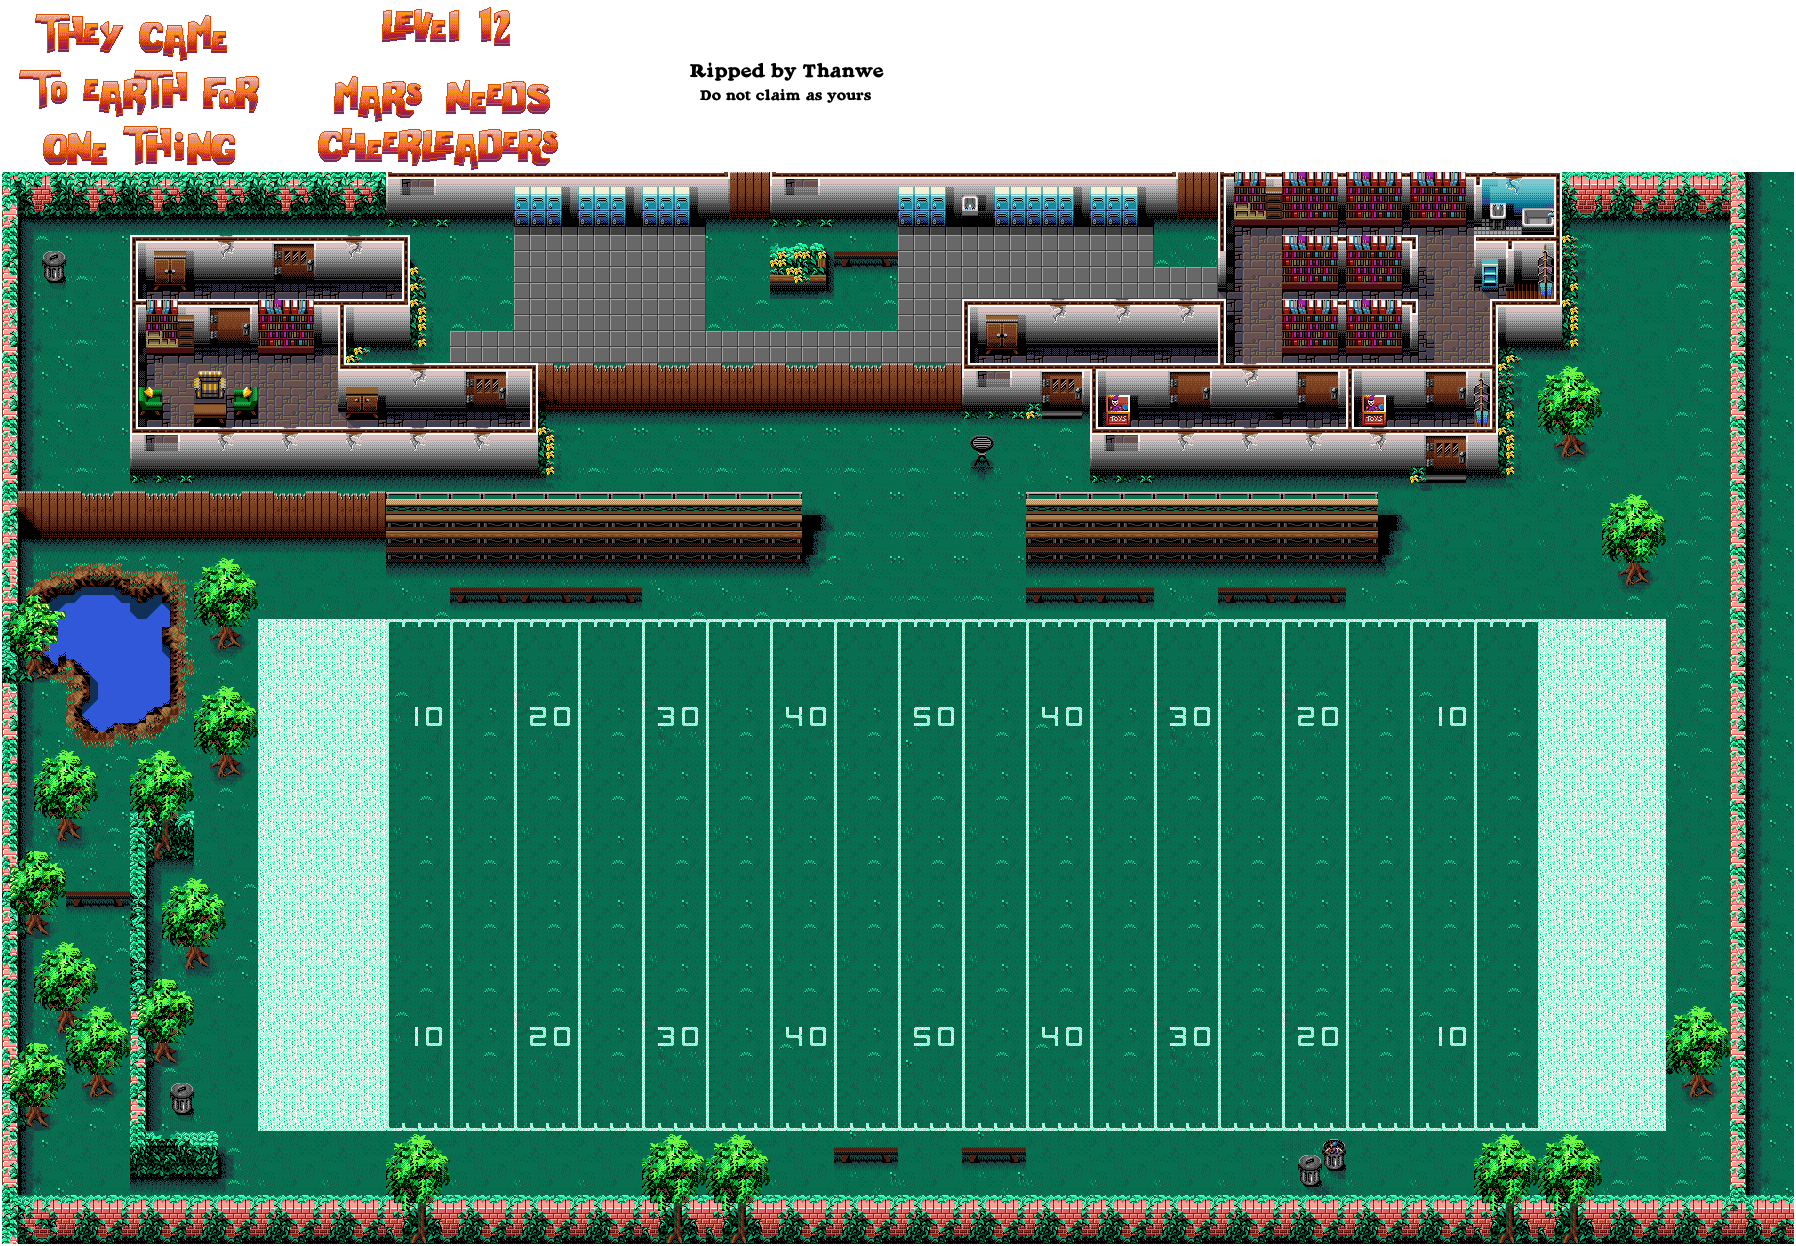 THEY CAME
TO EARTH FOR
ONE THING
LEVEL 12
MARS NEEDS
CHEERLEADERS
Ripped by Thanwe
Do not claim as yours
TOYS
TOYS
10 20 30 40 50 40 30 20 10
10 20 30 40 50 40 30 20 10